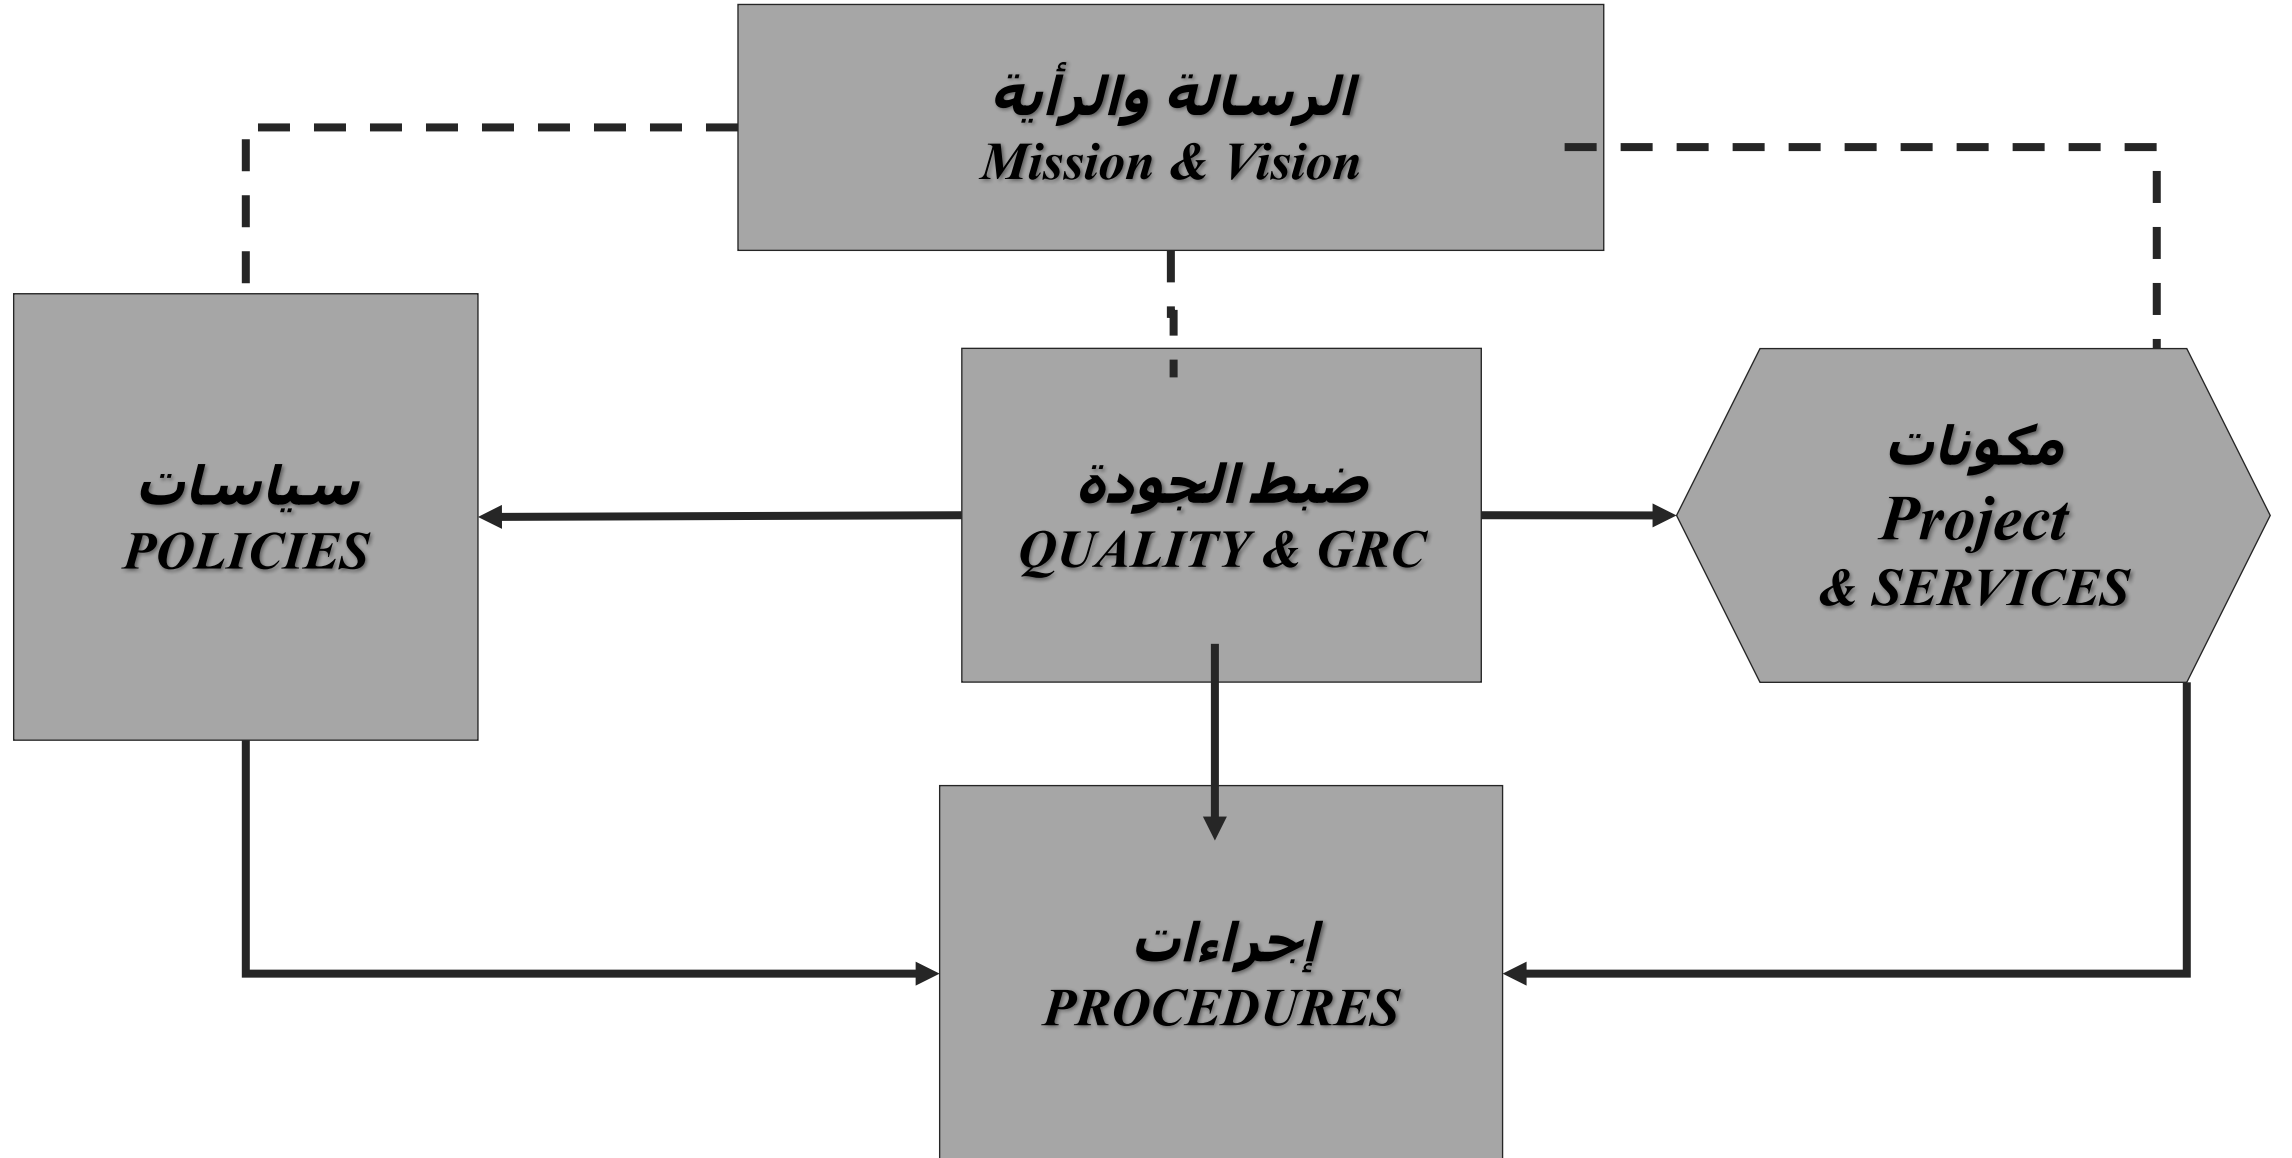 الرسالة والرأية
Mission & Vision
سياسات
POLICIES
ضبط الجودة
QUALITY & GRC
مكونات
Project
& SERVICES
إجراءات
PROCEDURES